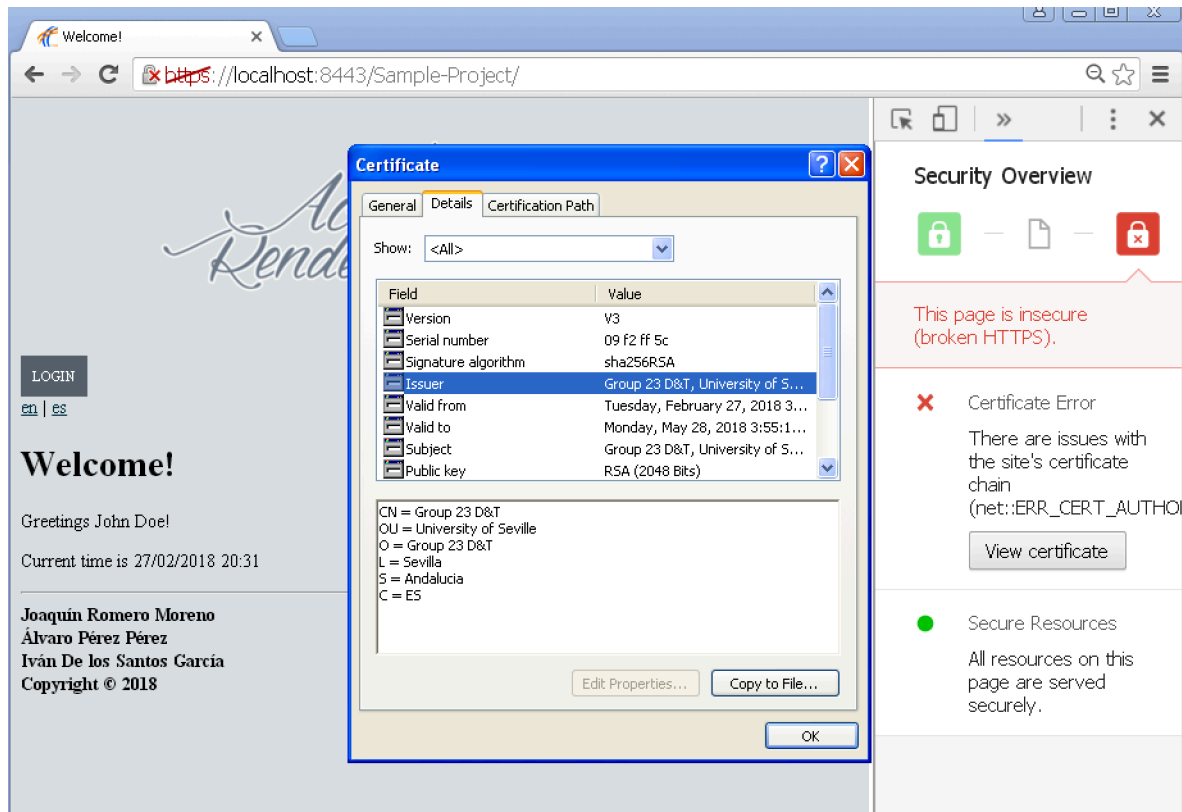 Welcome!
https://localhost:8443/Sample-Project/
Security Overview
This page is insecure
(broken HTTPS).
Certificate Error
There are issues with
the site's certificate
chain
(net::ERR_CERT_AUTHO
View certificate
Secure Resources
All resources on this
page are served
securely.
LOGIN
en | es
Welcome!
Greetings John Doe!
Current time is 27/02/2018 20:31
Joaquín Romero Moreno
Álvaro Pérez Pérez
Iván De los Santos García
Copyright © 2018
Certificate
General Details Certification Path
Show: <All>
Field Value
Version V3
Serial number 09 f2 ff 5c
Signature algorithm sha256RSA
Issuer Group 23 D&T, University of S...
Valid from Tuesday, February 27, 2018 3...
Valid to Monday, May 28, 2018 3:55:1...
Subject Group 23 D&T, University of S...
Public key RSA (2048 Bits)
CN = Group 23 D&T
OU = University of Seville
O = Group 23 D&T
L = Sevilla
S = Andalucia
C = ES
Edit Properties... Copy to File...
OK